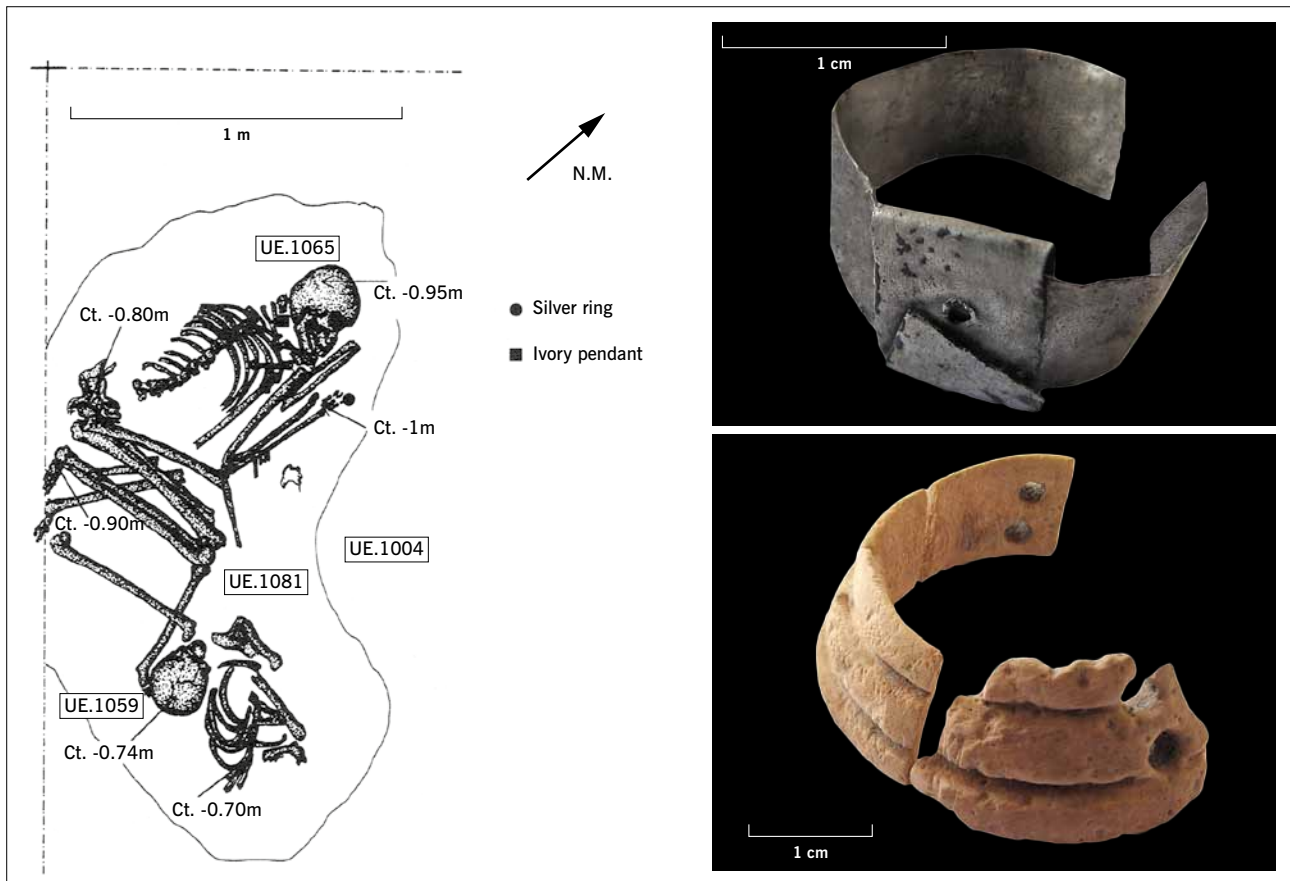 1 m
N.M.
UE.1065
Ct. -0.95m
Ct. -0.80m
Silver ring
Ivory pendant
Ct. -1m
Ct. -0.90m
UE.1004
UE.1081
UE.1059
Ct. -0.74m
Ct. -0.70m
1 cm
1 cm